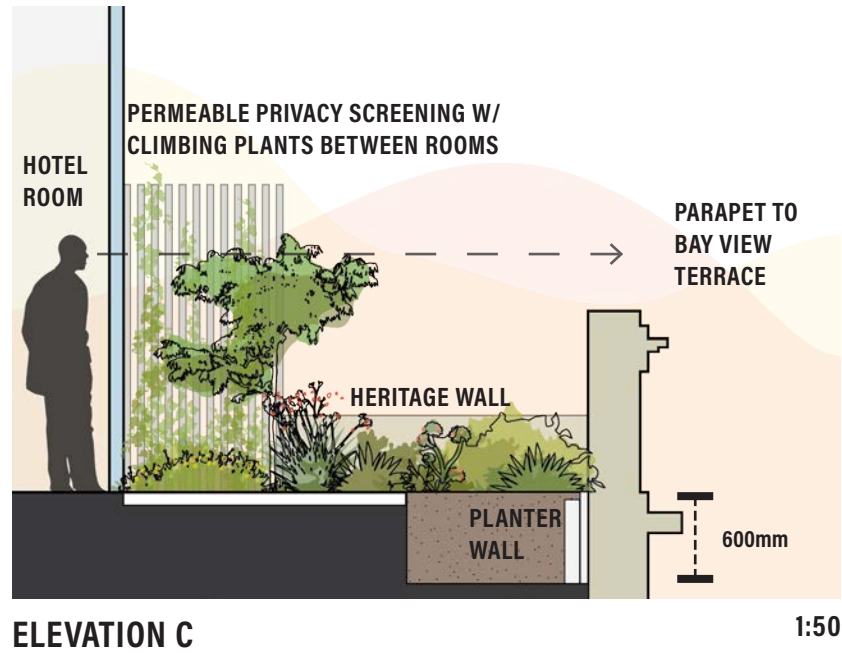 PERMEABLE PRIVACY SCREENING W/
CLIMBING PLANTS BETWEEN ROOMS
HOTEL
ROOM
PARAPET TO
BAY VIEW
TERRACE
HERITAGE WALL
PLANTER
WALL
600mm
ELEVATION C
1:50